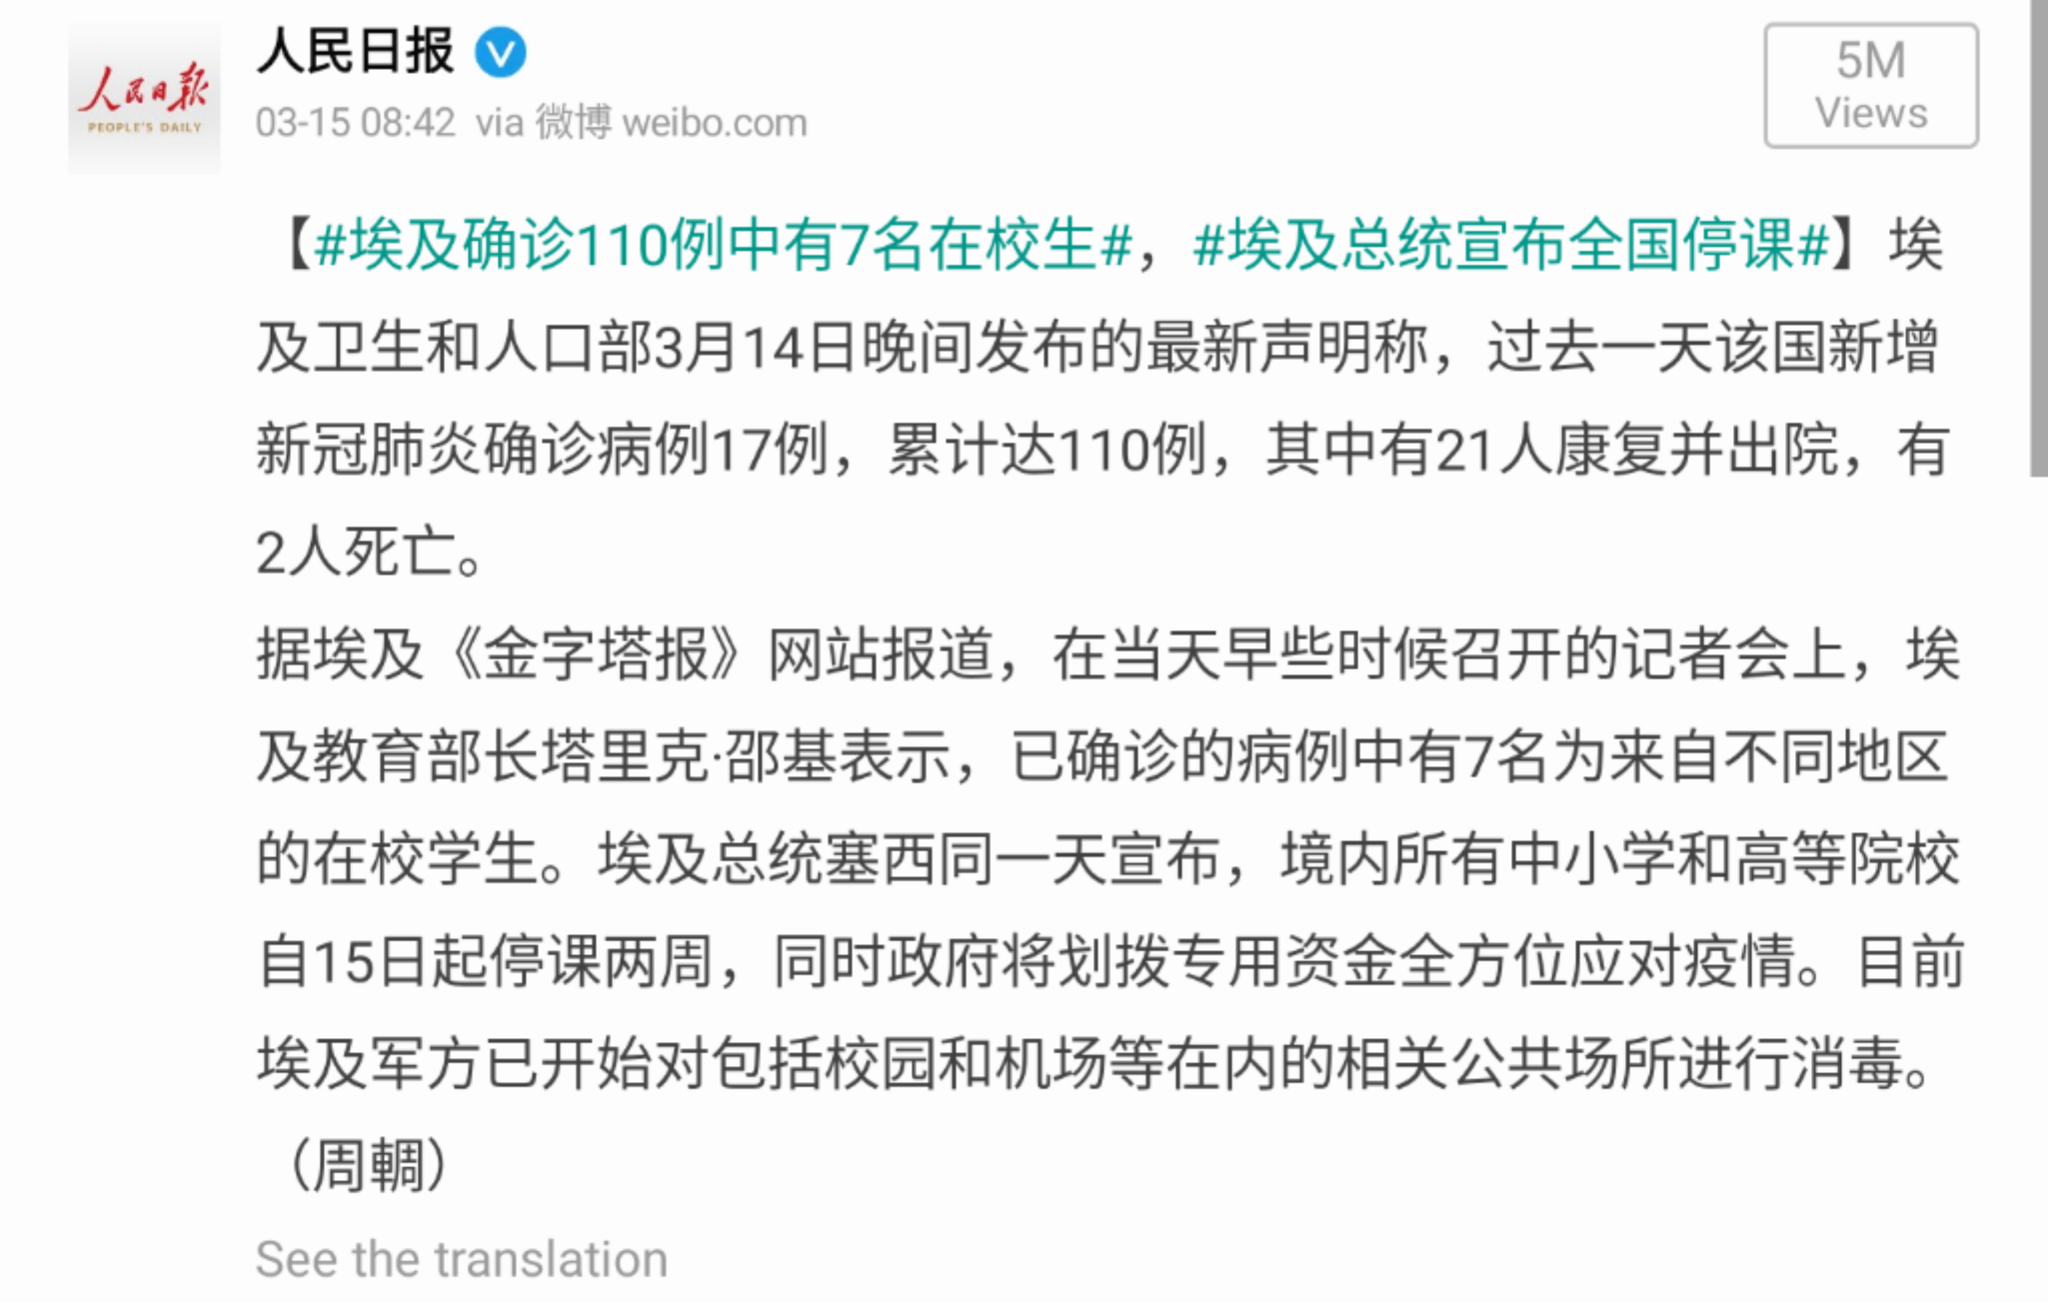 人民日報
PEOPLE'S DAILY
人民日报
03-15 08:42 via 微博 weibo.com
5M
Views
【#埃及确诊110例中有7名在校生#，#埃及总统宣布全国停课#】埃
及卫生和人口部3月14日晚间发布的最新声明称，过去一天该国新增
新冠肺炎确诊病例17例，累计达110例，其中有21人康复并出院，有
2人死亡。
据埃及《金字塔报》网站报道，在当天早些时候召开的记者会上，埃
及教育部长塔里克·邵基表示，已确诊的病例中有7名为来自不同地区
的在校学生。埃及总统塞西同一天宣布，境内所有中小学和高等院校
自15日起停课两周，同时政府将划拨专用资金全方位应对疫情。目前
埃及军方已开始对包括校园和机场等在内的相关公共场所进行消毒。
（周輖）
See the translation